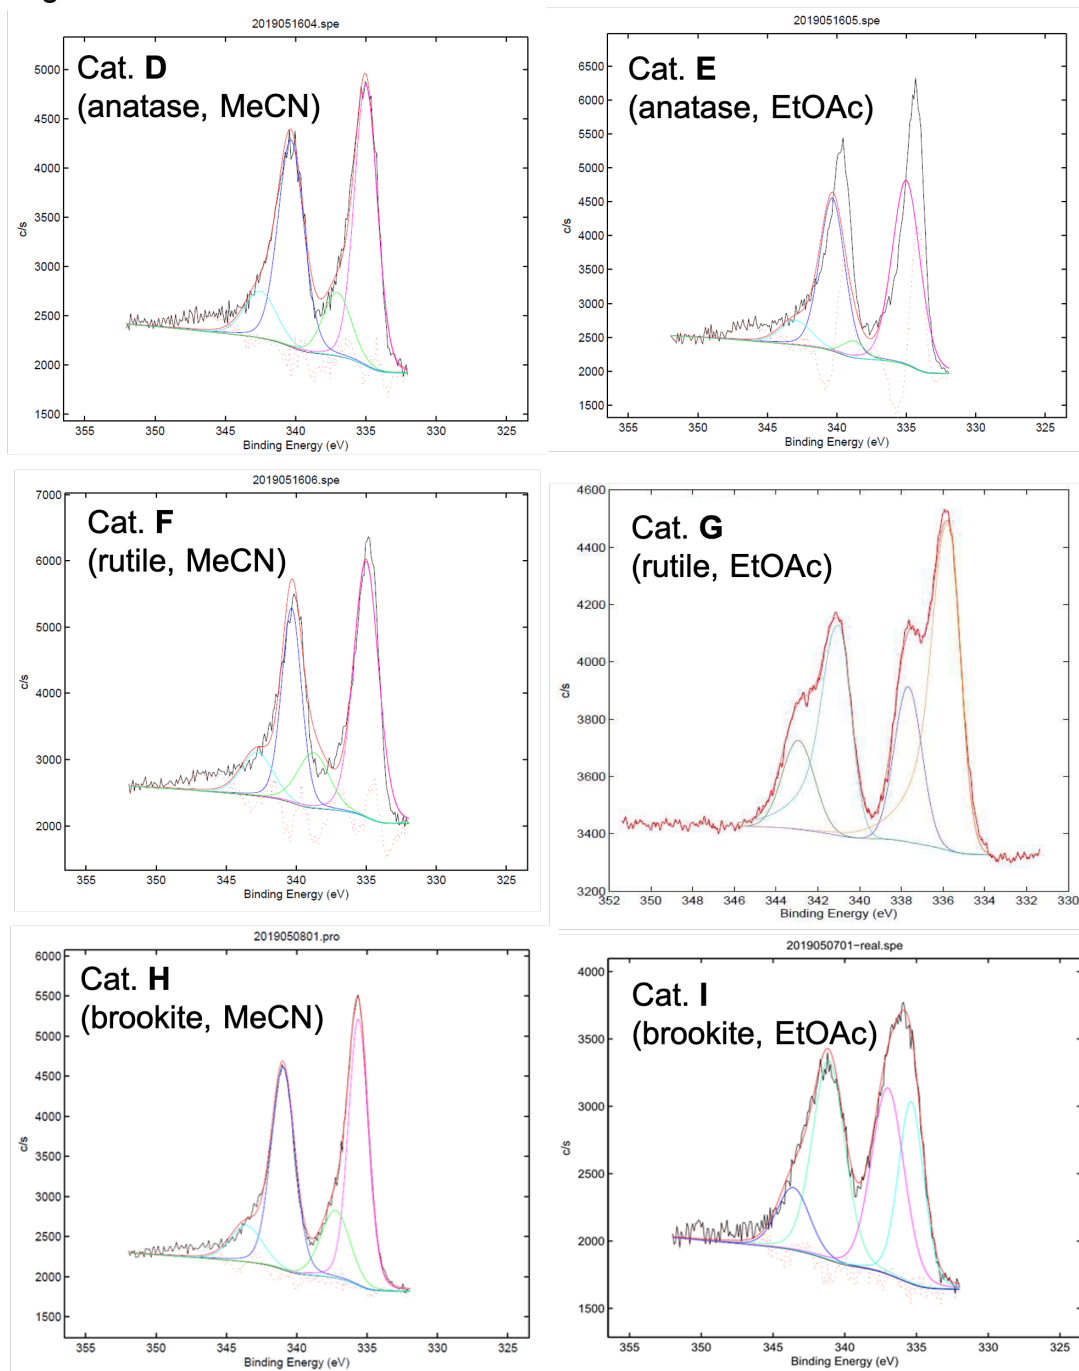 2019051604.spe
Cat. D
(anatase, MeCN)
5000
4500
4000
3500
3000
2500
2000
1500
c/s
355 350 345 340 335 330 325
Binding Energy (eV)
2019051605.spe
Cat. E
(anatase, EtOAc)
6500
6000
5500
5000
4500
4000
3500
3000
2500
2000
1500
c/s
355 350 345 340 335 330 325
Binding Energy (eV)
2019051606.spe
Cat. F
(rutile, MeCN)
7000
6000
5000
4000
3000
2000
c/s
355 350 345 340 335 330 325
Binding Energy (eV)
Cat. G
(rutile, EtOAc)
4600
4400
4200
4000
3800
3600
3400
3200
c/s
352 350 348 346 344 342 340 338 336 334 332 330
Binding Energy (eV)
2019050801.pro
Cat. H
(brookite, MeCN)
6000
5500
5000
4500
4000
3500
3000
2500
2000
1500
c/s
355 350 345 340 335 330 325
Binding Energy (eV)
2019050701-real.spe
Cat. I
(brookite, EtOAc)
4000
3500
3000
2500
2000
1500
c/s
355 350 345 340 335 330 325
Binding Energy (eV)